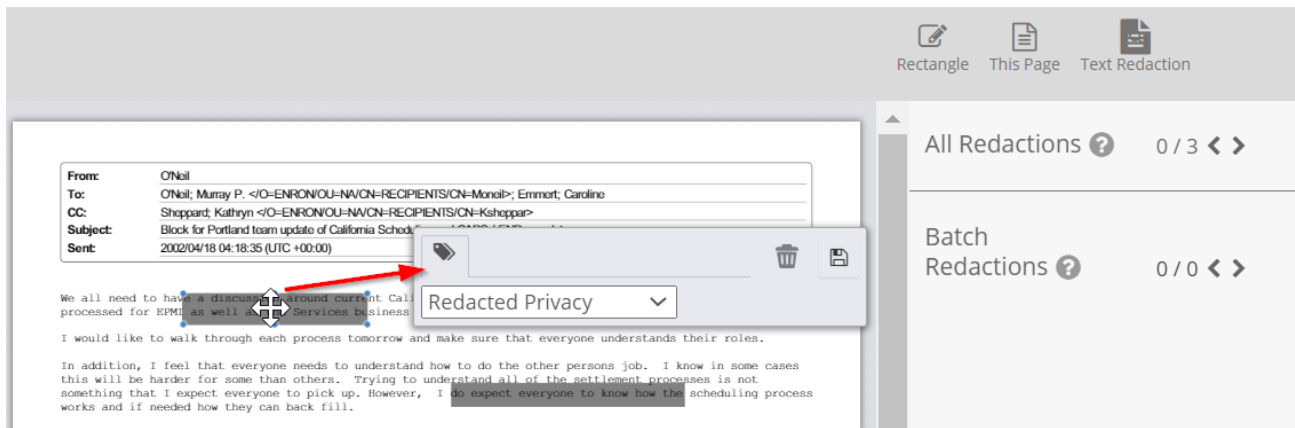 Rectangle This Page Text Redaction
All Redactions ? 0 / 3 < >
Batch
Redactions ? 0 / 0 < >
From: O'Neil
To: O'Neil; Murray P. </O=ENRON/OU=NA/CN=RECIPIENTS/CN=Moneil>; Emmert; Caroline
CC: Sheppard; Kathryn </O=ENRON/OU=NA/CN=RECIPIENTS/CN=Ksheppar>
Subject: Block for Portland team update of California
Sent: 2002/04/18 04:18:35 (UTC +00:00)
Redacted Privacy
We all need to have a discussion around current
processed for as well Services business
I would like to walk through each process tomorrow and make sure that everyone understands their roles.
In addition, I feel that everyone needs to understand how to do the other persons job. I know in some cases
this will be harder for some than others. Trying to understand all of the settlement processes is not
something that I expect everyone to pick up. However, I do expect everyone to know how the scheduling process
works and if needed how they can back fill.